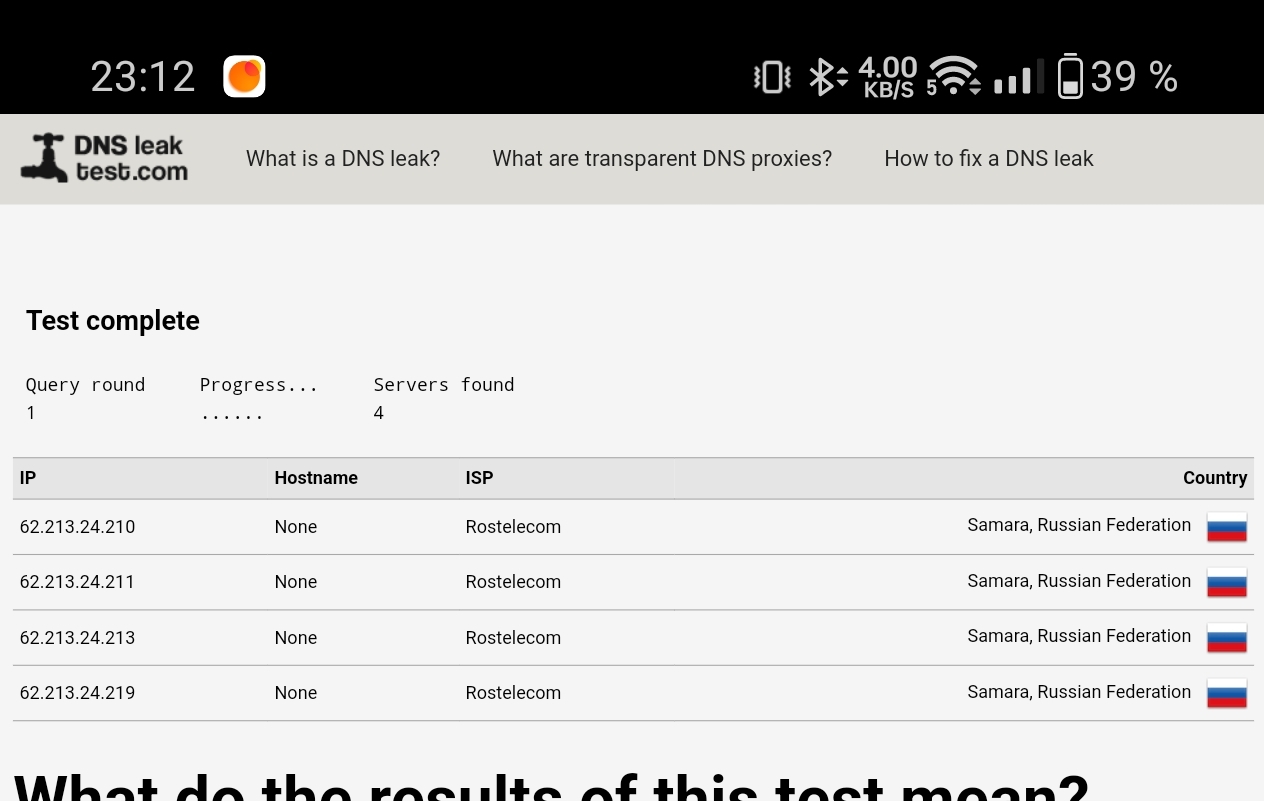 23:12 4.00 KB/S 5 39 %
DNS leak test.com What is a DNS leak? What are transparent DNS proxies? How to fix a DNS leak
Test complete
Query round Progress... Servers found
1 ...... 4
IP Hostname ISP Country
62.213.24.210 None Rostelecom Samara, Russian Federation
62.213.24.211 None Rostelecom Samara, Russian Federation
62.213.24.213 None Rostelecom Samara, Russian Federation
62.213.24.219 None Rostelecom Samara, Russian Federation
What do the results of this test mean?